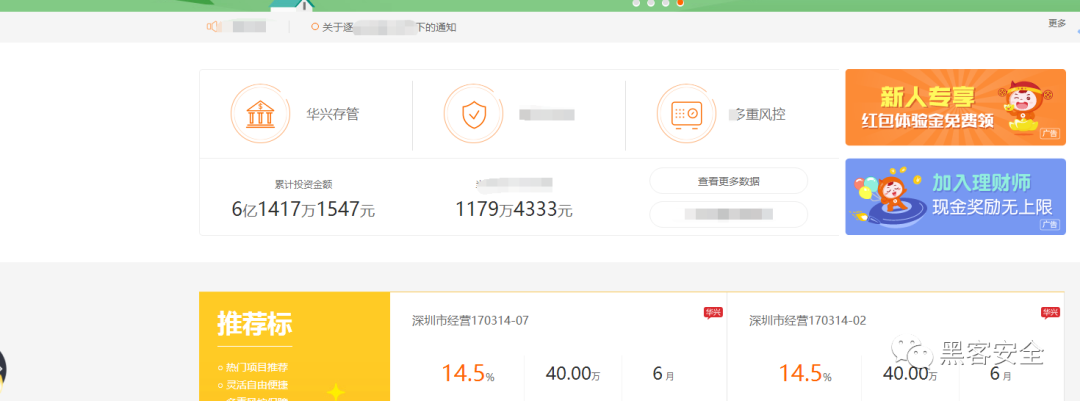 关于逐
下的通知
更多
华兴存管
多重风控
新人专享
红包体验金免费领
广告
累计投资金额
6亿1417万1547元
1179万4333元
查看更多数据
加入理财师
现金奖励无上限
广告
推荐标
热门项目推荐
灵活自由便捷
深圳市经营170314-07
华兴
14.5%
40.00万
6月
深圳市经营170314-02
华兴
14.5%
40.00万
6月
黑客安全